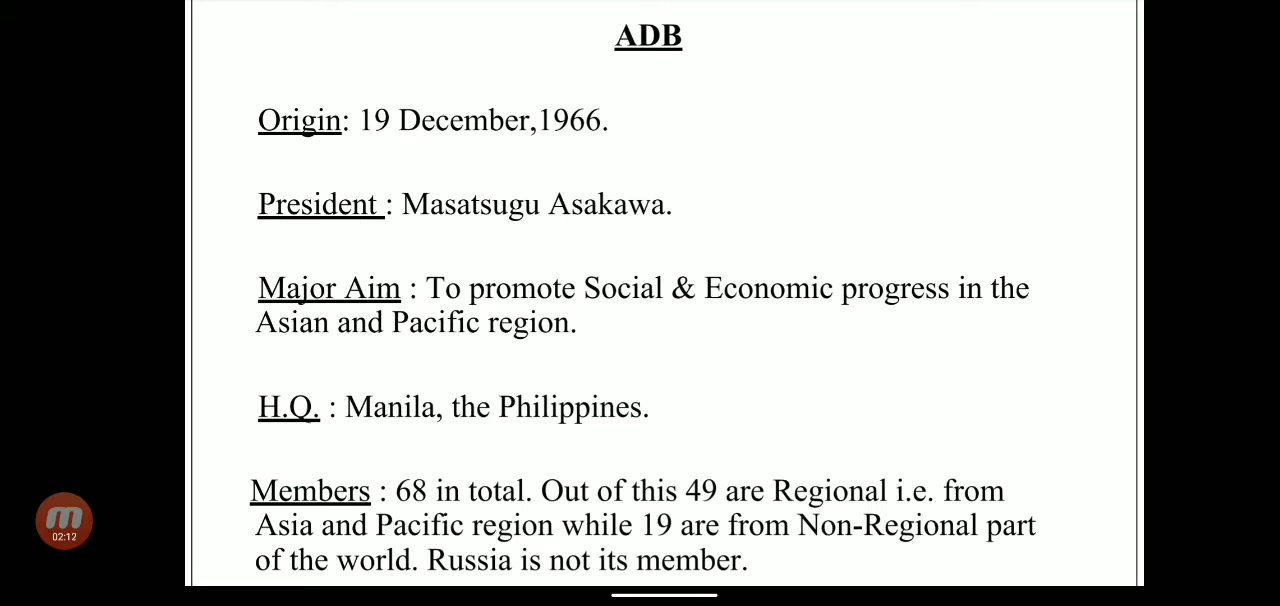 ADB
Origin: 19 December,1966.
President : Masatsugu Asakawa.
Major Aim : To promote Social & Economic progress in the
Asian and Pacific region.
H.Q. : Manila, the Philippines.
Members : 68 in total. Out of this 49 are Regional i.e. from
Asia and Pacific region while 19 are from Non-Regional part
of the world. Russia is not its member.
02:12